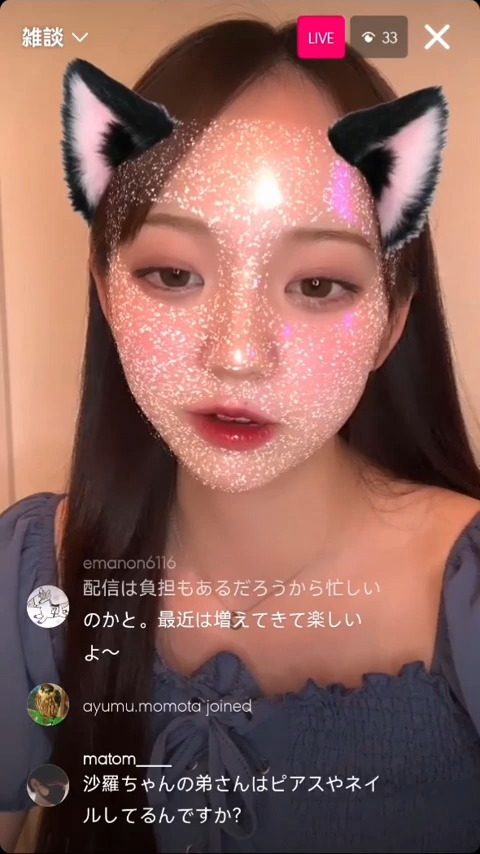 雑談
LIVE
33
emanon6116
配信は負担もあるだろうから忙しい
のかと。最近は増えてきて楽しい
よ〜
ayumu.momota joined
matom____
沙羅ちゃんの弟さんはピアスやネイ
ルしてるんですか?